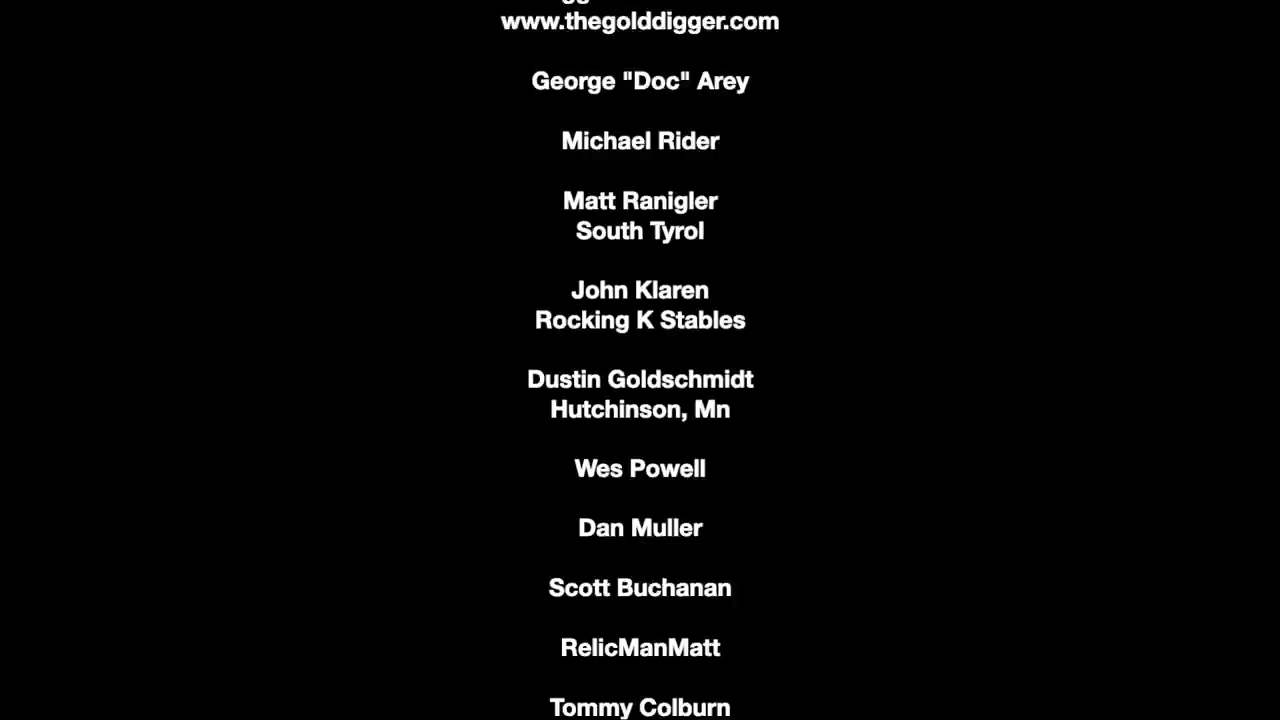 www.thegolddigger.com
George "Doc" Arey
Michael Rider
Matt Ranigler
South Tyrol
John Klaren
Rocking K Stables
Dustin Goldschmidt
Hutchinson, Mn
Wes Powell
Dan Muller
Scott Buchanan
RelicManMatt
Tommy Colburn